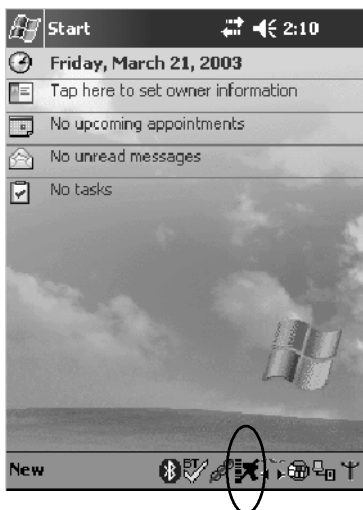 Start 2:10
Friday, March 21, 2003
Tap here to set owner information
No upcoming appointments
No unread messages
No tasks
New BT